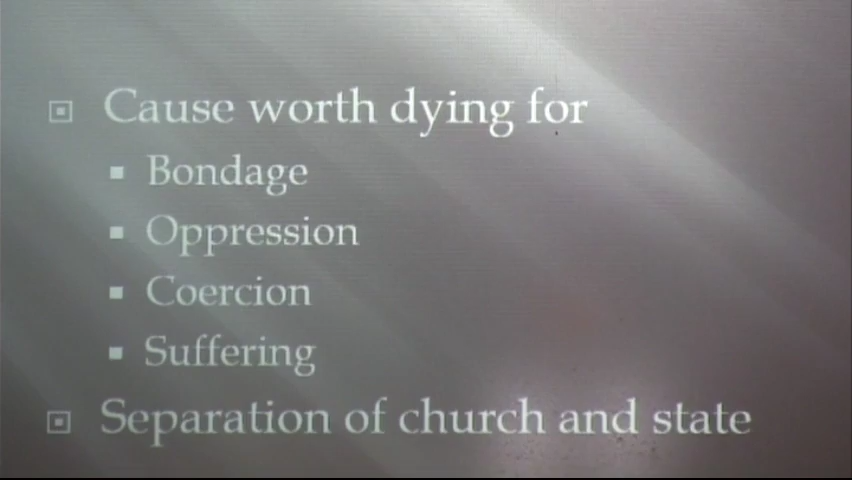 Cause worth dying for
Bondage
Oppression
Coercion
Suffering
Separation of church and state